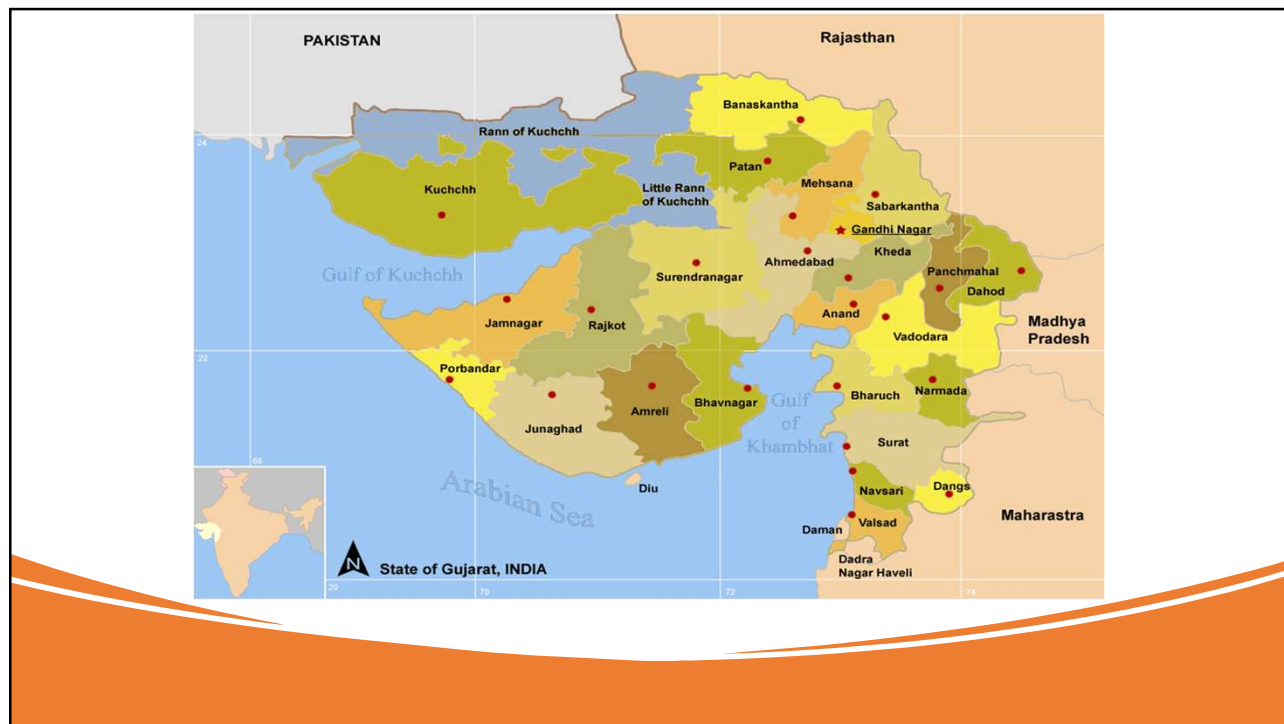 PAKISTAN
Rajasthan
Banaskantha
24
Rann of Kuchchh
Patan
Mehsana
Kuchchh
Little Rann
of Kuchchh
Sabarkantha
Gandhi Nagar
Kheda
Ahmedabad
Gulf of Kuchchh
Surendranagar
Panchmahal
Dahod
Anand
Jamnagar
Rajkot
Madhya
Pradesh
Vadodara
22
Porbandar
Narmada
Bharuch
Amreli
Bhavnagar
Gulf
of
Khambhat
Junaghad
Surat
68
Arabian Sea
Diu
Navsari
Dangs
Maharastra
Daman
Valsad
Dadra
Nagar Haveli
N
State of Gujarat, INDIA
20
70
72
74